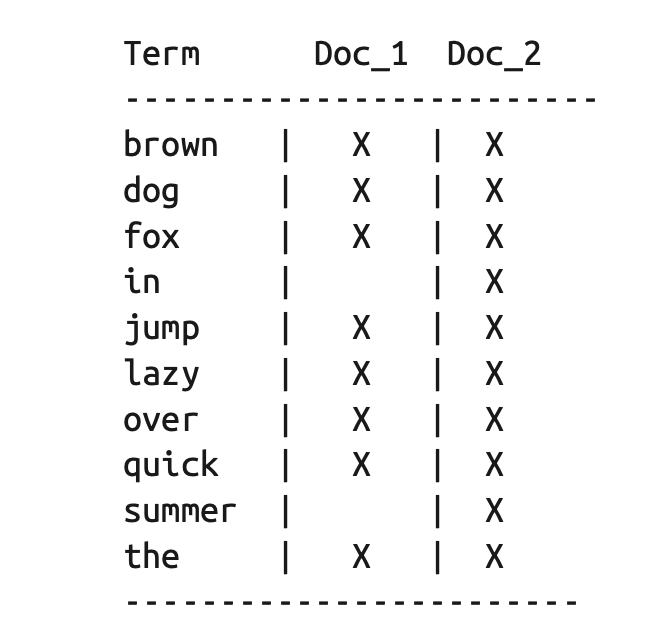 Term      Doc_1  Doc_2
-------------------------
brown   |   X   |  X
dog     |   X   |  X
fox     |   X   |  X
in      |       |  X
jump    |   X   |  X
lazy    |   X   |  X
over    |   X   |  X
quick   |   X   |  X
summer  |       |  X
the     |   X   |  X
------------------------